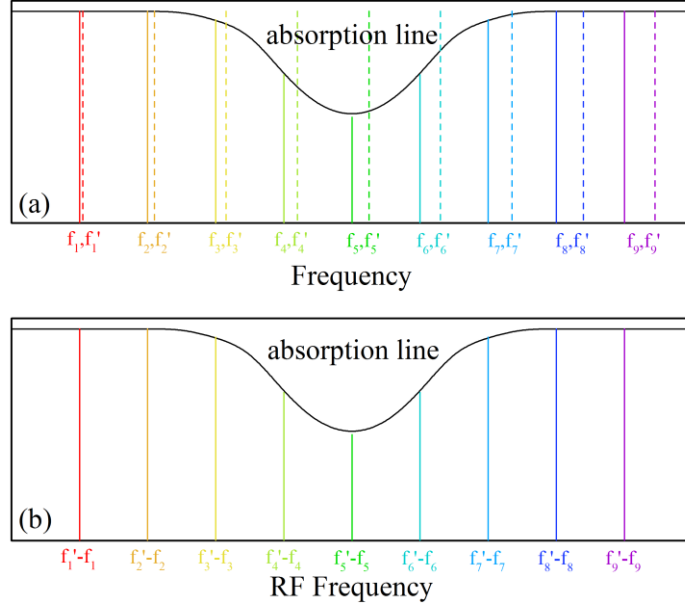 absorption line
(a)
f₁,f₁' f₂,f₂' f₃,f₃' f₄,f₄' f₅,f₅' f₆,f₆' f₇,f₇' f₈,f₈' f₉,f₉'
Frequency
absorption line
(b)
f₁'-f₁ f₂'-f₂ f₃'-f₃ f₄'-f₄ f₅'-f₅ f₆'-f₆ f₇'-f₇ f₈'-f₈ f₉'-f₉
RF Frequency